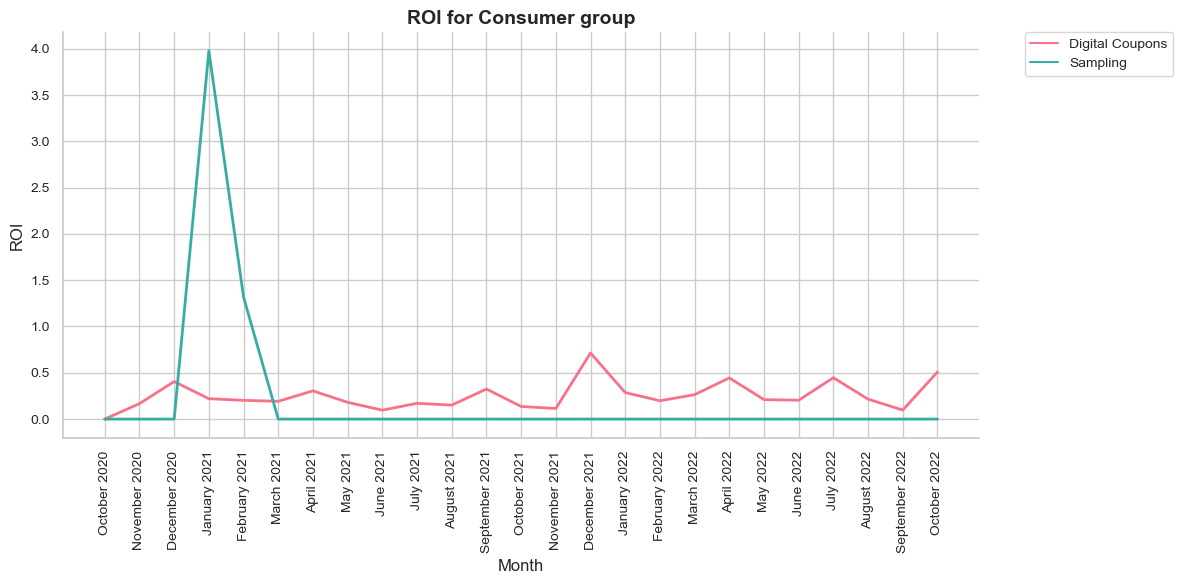 ROI for Consumer group
Digital Coupons
Sampling
4.0
3.5
3.0
2.5
2.0
1.5
1.0
0.5
0.0
ROI
October 2020
November 2020
December 2020
January 2021
February 2021
March 2021
April 2021
May 2021
June 2021
July 2021
August 2021
September 2021
October 2021
November 2021
December 2021
January 2022
February 2022
March 2022
April 2022
May 2022
June 2022
July 2022
August 2022
September 2022
October 2022
Month